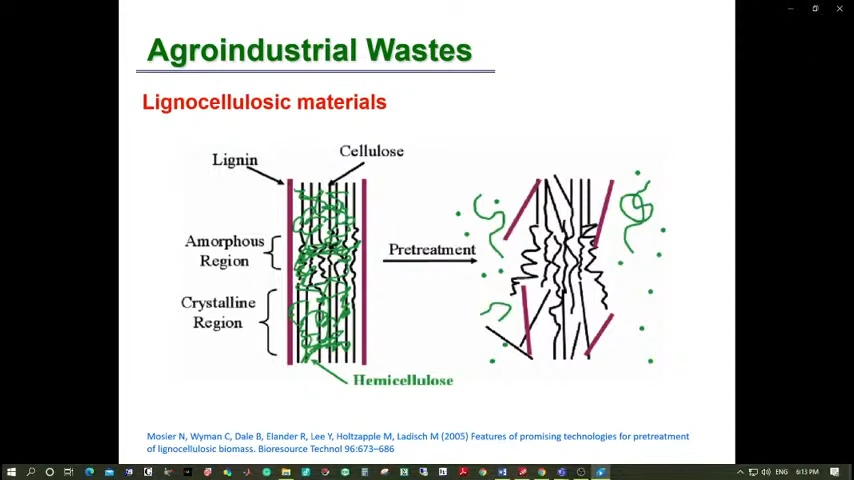 Agroindustrial Wastes
Lignocellulosic materials
Lignin
Cellulose
Amorphous
Region
Pretreatment
Crystalline
Region
Hemicellulose
Mosier N, Wyman C, Dale B, Elander R, Lee Y, Holtzapple M, Ladisch M (2005) Features of promising technologies for pretreatment
of lignocellulosic biomass. Bioresource Technol 96:673–686
ENG
6:13 PM